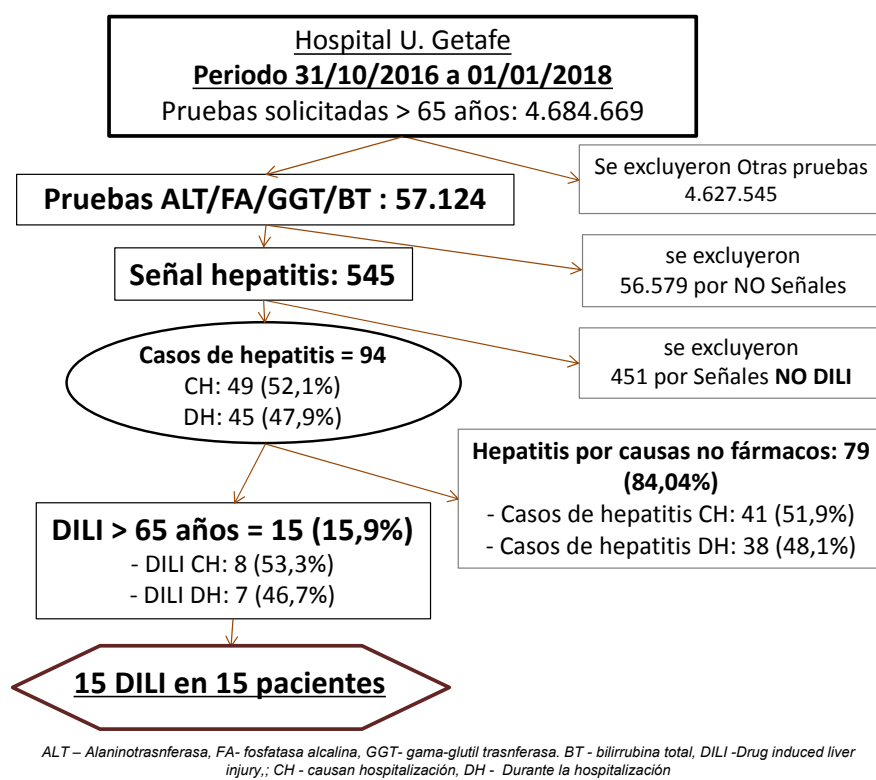 Hospital U. Getafe
Periodo 31/10/2016 a 01/01/2018
Pruebas solicitadas > 65 años: 4.684.669
Se excluyeron Otras pruebas
4.627.545
Pruebas ALT/FA/GGT/BT : 57.124
se excluyeron
56.579 por NO Señales
Señal hepatitis: 545
se excluyeron
451 por Señales NO DILI
Casos de hepatitis = 94
CH: 49 (52,1%)
DH: 45 (47,9%)
Hepatitis por causas no fármacos: 79
(84,04%)
- Casos de hepatitis CH: 41 (51,9%)
- Casos de hepatitis DH: 38 (48,1%)
DILI > 65 años = 15 (15,9%)
- DILI CH: 8 (53,3%)
- DILI DH: 7 (46,7%)
15 DILI en 15 pacientes
ALT – Alaninotrasnferasa, FA- fosfatasa alcalina, GGT- gama-glutil trasnferasa. BT - bilirrubina total, DILI -Drug induced liver
injury,; CH - causan hospitalización, DH - Durante la hospitalización